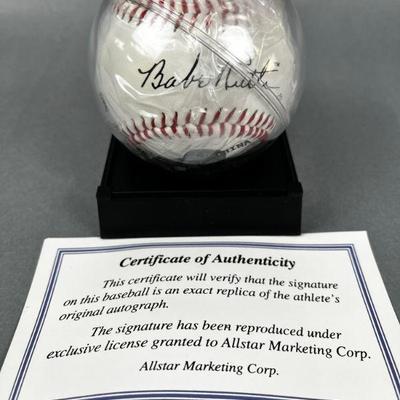 Babe Ruth
CHINA
Certificate of Authenticity
This certificate will verify that the signature
on this baseball is an exact replica of the athlete's
original autograph.
The signature has been reproduced under
exclusive license granted to Allstar Marketing Corp.
Allstar Marketing Corp.